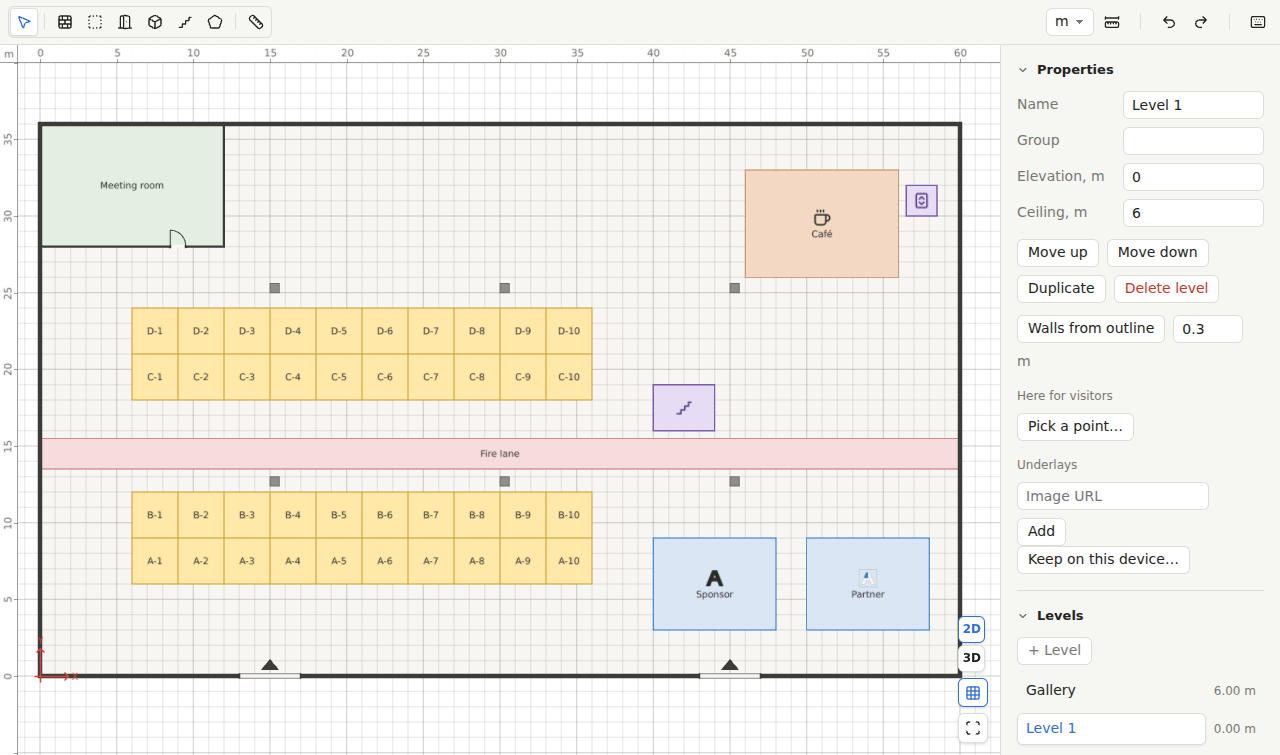 m
m 0 5 10 15 20 25 30 35 40 45 50 55 60
35 30 25 20 15 10 5 0
Meeting room
Café
D-1 D-2 D-3 D-4 D-5 D-6 D-7 D-8 D-9 D-10
C-1 C-2 C-3 C-4 C-5 C-6 C-7 C-8 C-9 C-10
Fire lane
B-1 B-2 B-3 B-4 B-5 B-6 B-7 B-8 B-9 B-10
A-1 A-2 A-3 A-4 A-5 A-6 A-7 A-8 A-9 A-10
A
Sponsor
Partner
X
2D
3D
Properties
Name Level 1
Group
Elevation, m 0
Ceiling, m 6
Move up Move down
Duplicate Delete level
Walls from outline 0.3
m
Here for visitors
Pick a point…
Underlays
Image URL
Add
Keep on this device…
Levels
+ Level
Gallery 6.00 m
Level 1 0.00 m